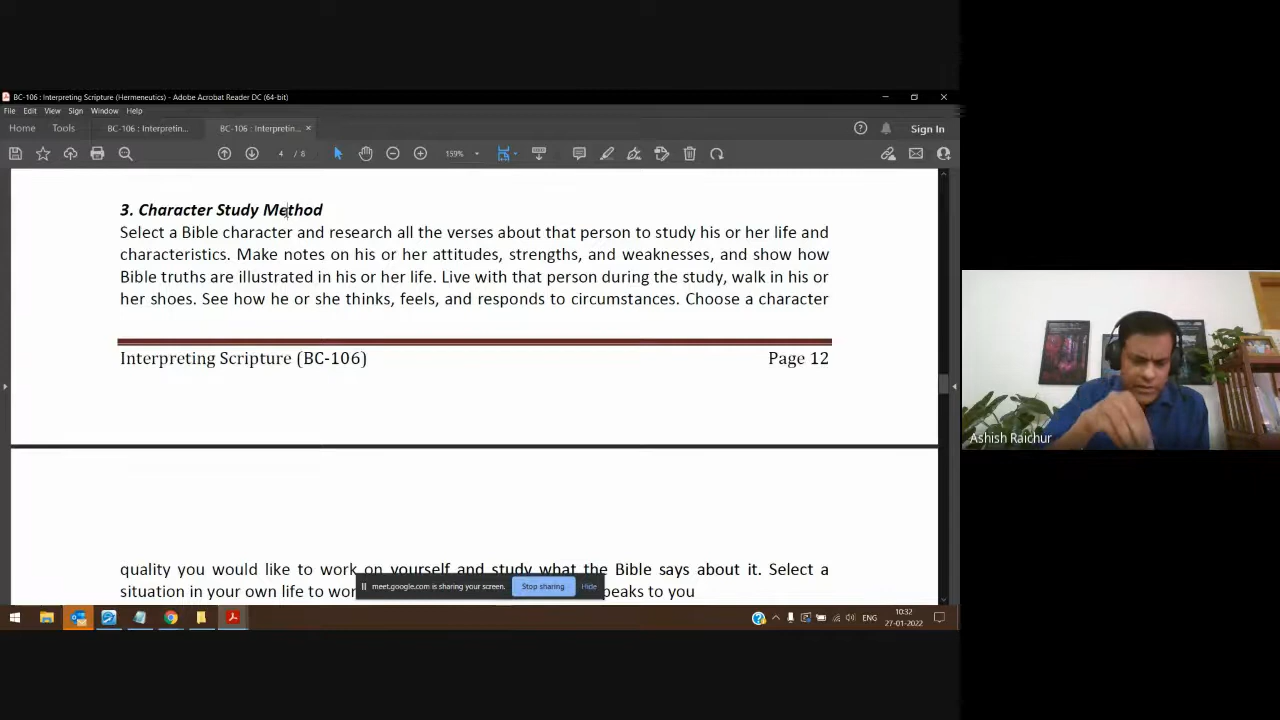 BC-106 : Interpreting Scripture (Hermeneutics) - Adobe Acrobat Reader DC (64-bit)
File Edit View Sign Window Help
Home Tools BC-106 : Interpretin... BC-106 : Interpretin... × Sign In
4 / 8 159%
3. Character Study Method
Select a Bible character and research all the verses about that person to study his or her life and
characteristics. Make notes on his or her attitudes, strengths, and weaknesses, and show how
Bible truths are illustrated in his or her life. Live with that person during the study, walk in his or
her shoes. See how he or she thinks, feels, and responds to circumstances. Choose a character
Interpreting Scripture (BC-106) Page 12
Ashish Raichur
quality you would like to work on yourself and study what the Bible says about it. Select a
situation in your own life to wor peaks to you
meet.google.com is sharing your screen. Stop sharing Hide
ENG 10:32
27-01-2022